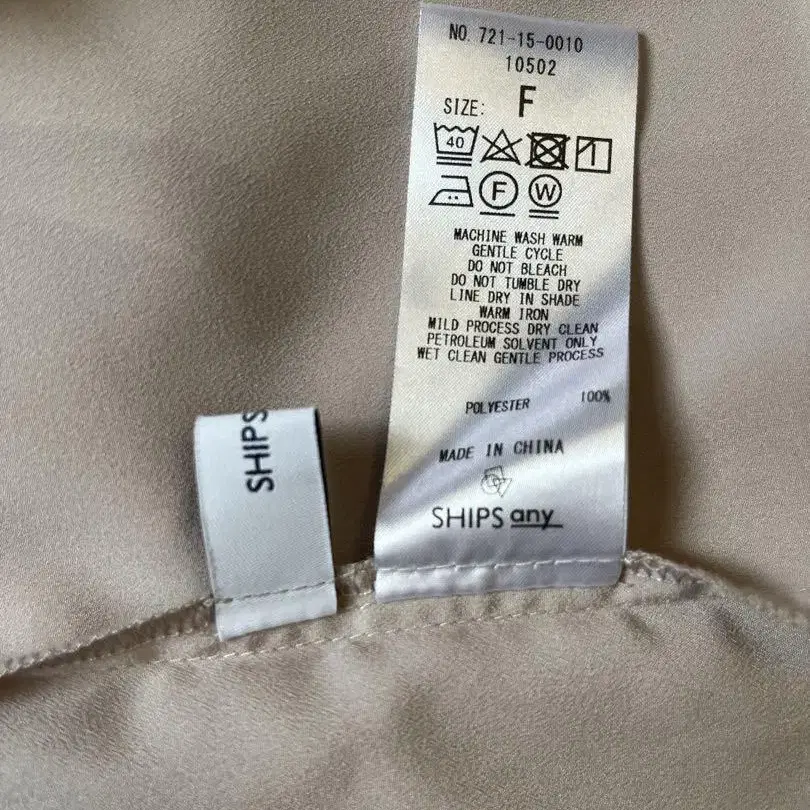 NO. 721-15-0010
10502
SIZE: F
40
F
W
MACHINE WASH WARM
GENTLE CYCLE
DO NOT BLEACH
DO NOT TUMBLE DRY
LINE DRY IN SHADE
WARM IRON
MILD PROCESS DRY CLEAN
PETROLEUM SOLVENT ONLY
WET CLEAN GENTLE PROCESS
POLYESTER 100%
MADE IN CHINA
SHIPS any
SHIPS